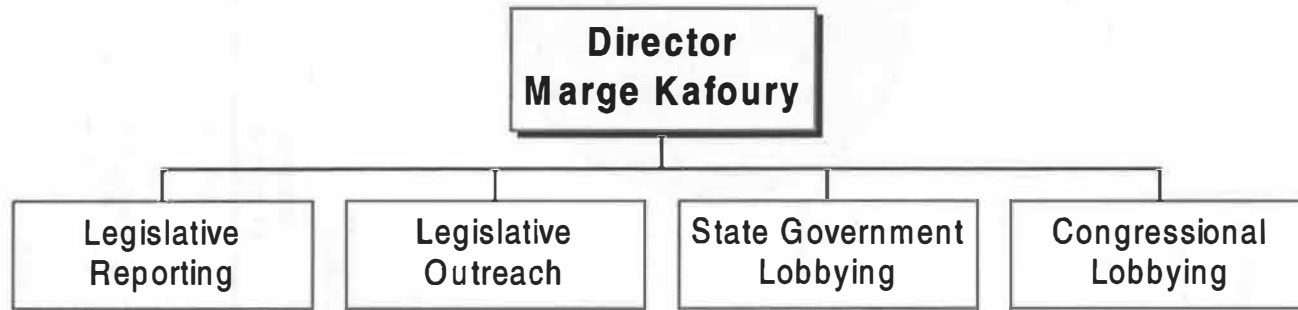 Director
Marge Kafoury
Legislative
Reporting
Legislative
Outreach
State Government
Lobbying
Congressional
Lobbying